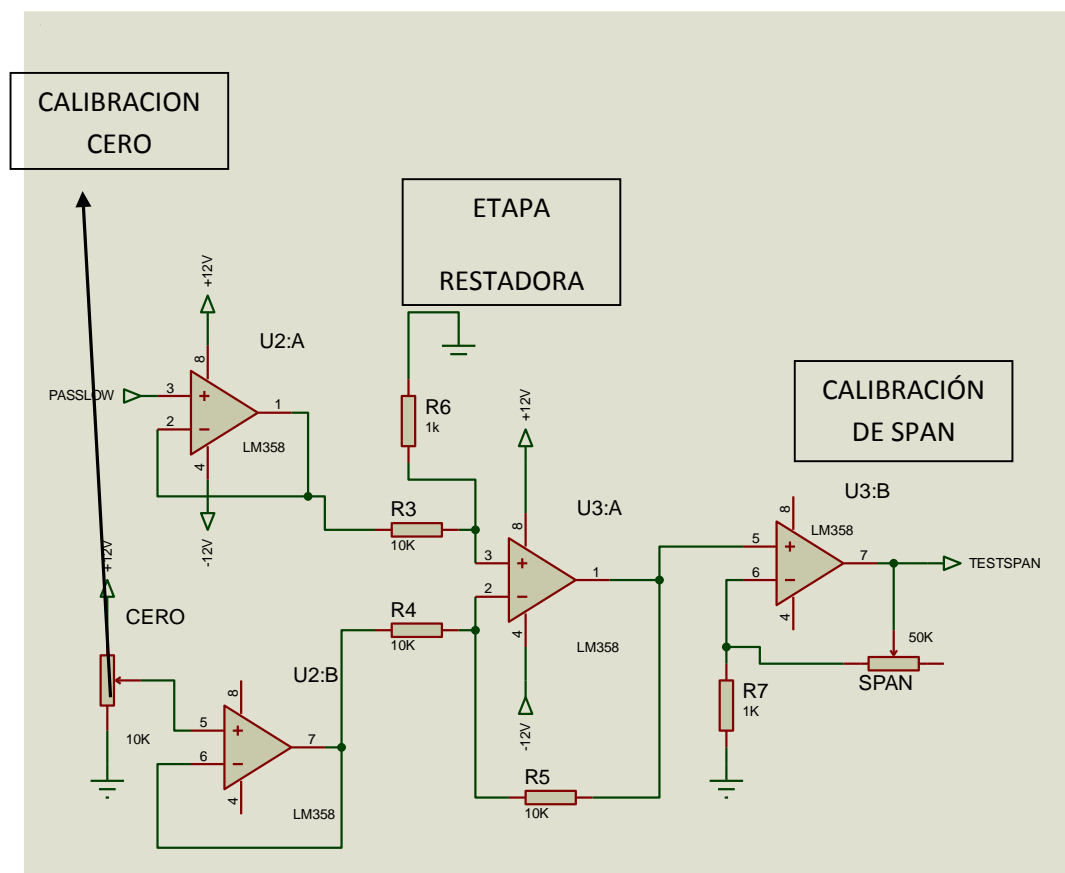 CALIBRACION
CERO
ETAPA
RESTADORA
CALIBRACIÓN
DE SPAN
+12V
U2:A
8
PASSLOW
3
+
1
2
−
4
LM358
-12V
R6
1k
+12V
U3:A
R3
10K
8
3
+
1
2
−
4
LM358
-12V
R4
10K
R5
10K
U3:B
8
LM358
5
+
7
6
−
4
TESTSPAN
50K
SPAN
R7
1K
+12V
CERO
10K
U2:B
8
5
+
7
6
−
4
LM358